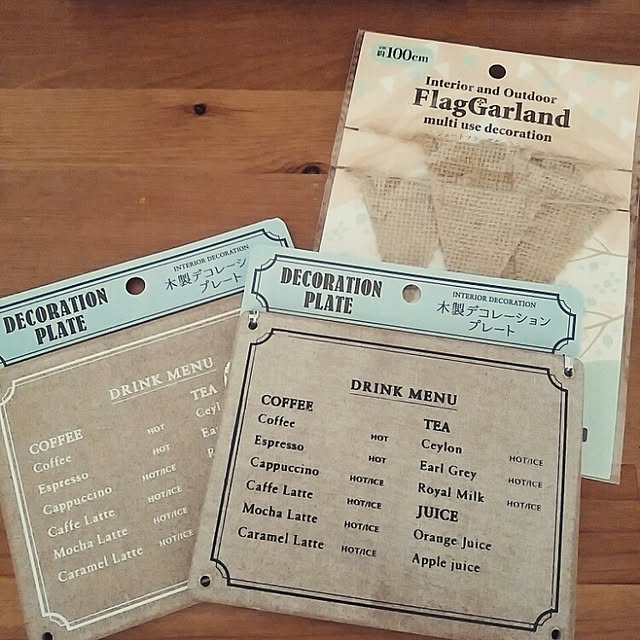 約100cm
Interior and Outdoor
FlagGarland
multi use decoration
DECORATION
PLATE
INTERIOR DECORATION
木製デコレーシ
プレート
DRINK MENU
COFFEE
Coffee HOT
Espresso HOT
Cappuccino HOT/ICE
Caffe Latte HOT/ICE
Mocha Latte HOT/ICE
Caramel Latte HOT/ICE
TEA
Ceyl
Ea
DECORATION
PLATE
INTERIOR DECORATION
木製デコレーション
プレート
DRINK MENU
COFFEE
Coffee HOT
Espresso HOT
Cappuccino HOT/ICE
Caffe Latte HOT/ICE
Mocha Latte HOT/ICE
Caramel Latte HOT/ICE
TEA
Ceylon HOT/ICE
Earl Grey HOT/ICE
Royal Milk HOT/ICE
JUICE
Orange Juice
Apple juice